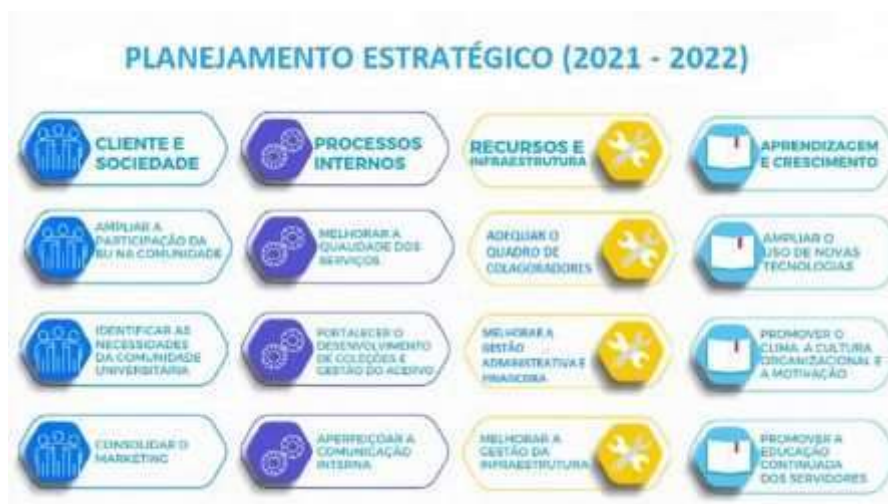 PLANEJAMENTO ESTRATÉGICO (2021 - 2022)
CLIENTE E
SOCIEDADE
PROCESSOS
INTERNOS
RECURSOS E
INFRAESTRUTURA
APRENDIZAGEM
E CRESCIMENTO
AMPLIAR A
PARTICIPAÇÃO DA
BU NA COMUNIDADE
MELHORAR A
QUALIDADE DOS
SERVIÇOS
ADEQUAR O
QUADRO DE
COLAGORADORES
AMPLIAR O
USO DE NOVAS
TECNOLOGIAS
IDENTIFICAR AS
NECESSIDADES
DA COMUNIDADE
UNIVERSITÁRIA
FORTALECER O
DESENVOLVIMENTO
DE COLEÇÕES E
GESTÃO DO ACERVO
MELHORAR A
GESTÃO
ADMINISTRATIVA E
FINANCEIRA
PROMOVER O
CLIMA, A CULTURA
ORGANIZACIONAL E
A MOTIVAÇÃO
CONSOLIDAR O
MARKETING
APERFEIÇOAR A
COMUNICAÇÃO
INTERNA
MELHORAR A
GESTÃO DA
INFRAESTRUTURA
PROMOVER A
EDUCAÇÃO
CONTINUADA
DOS SERVIDORES